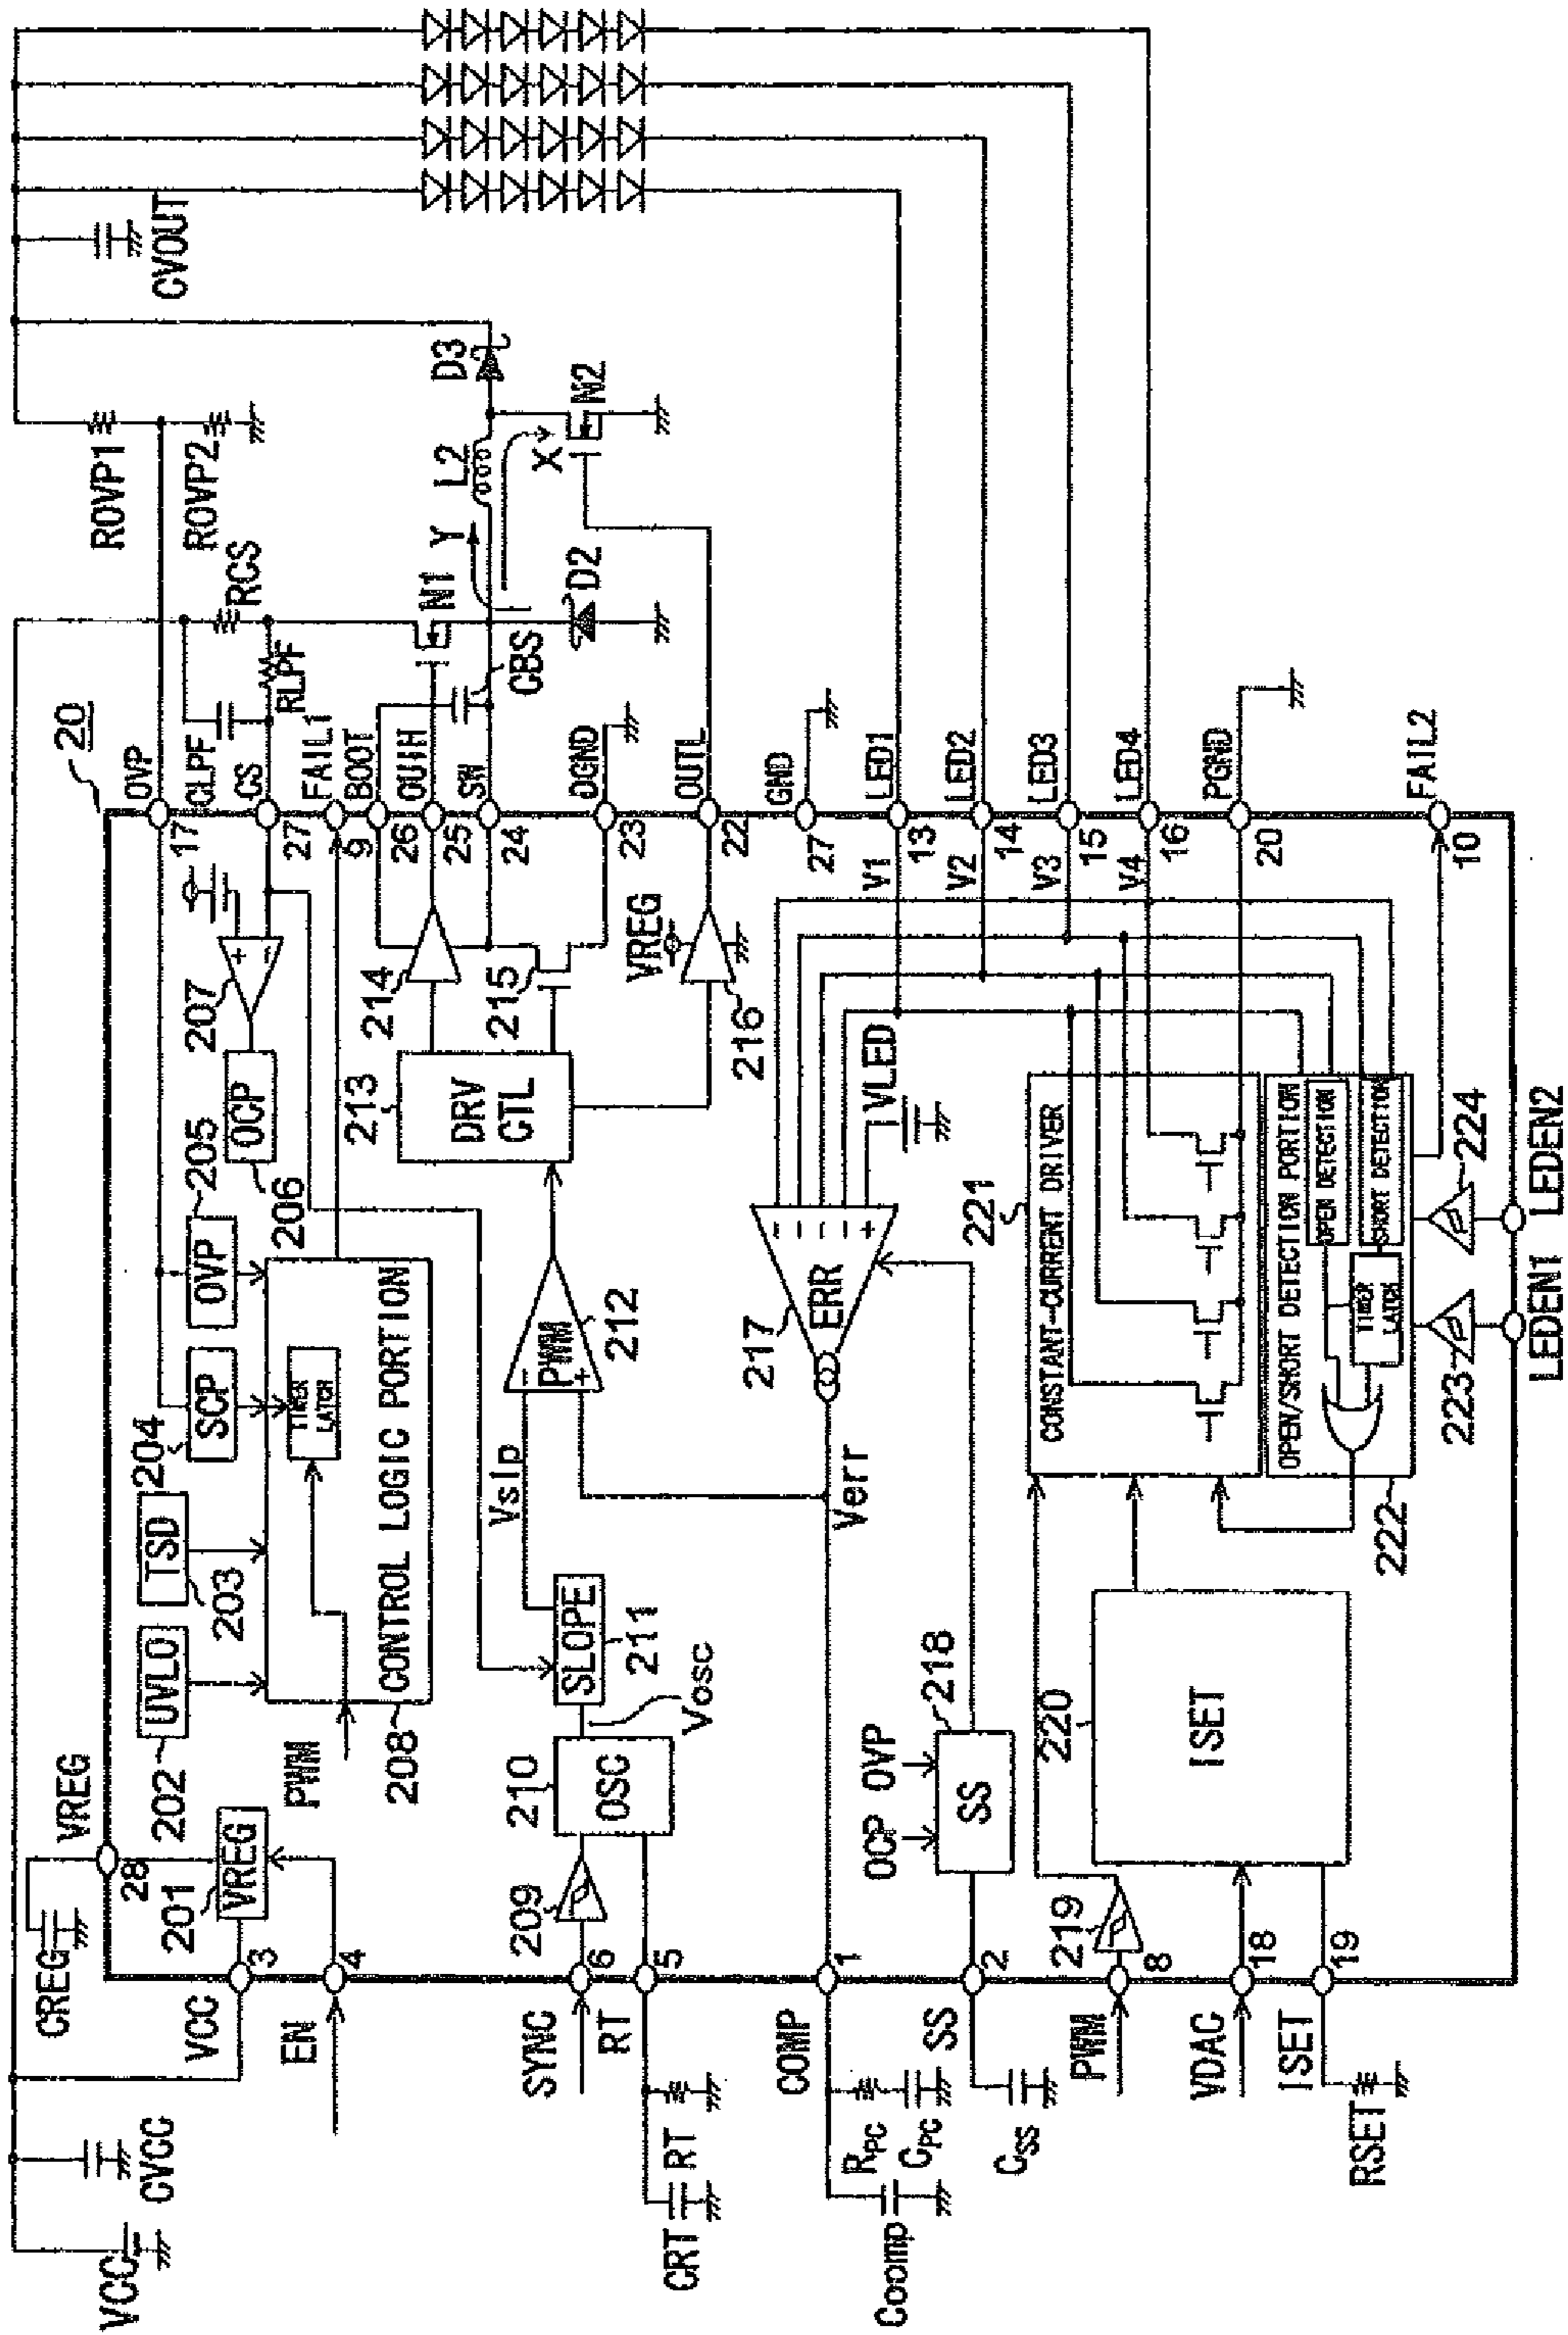 VCC
CVCC
CREG
VREG
20
ROVP1
ROVP2
CVOUT
VCC
3
28
201
VREG
EN
4
202
UVLO
203
TSD
204
SCP
205
OVP
206
OCP
207
17
OVP
CLPF
CS
27
RLPF
RCS
PWM
208
CONTROL LOGIC PORTION
TIMER
LATCH
FAIL1
9
BOOT
26
OUTH
25
SW
24
DGND
23
OUTL
22
GND
27
N1
Y
L2
D3
X
N2
D2
CBS
SYNC
6
RT
5
CRT
RT
209
210
OSC
Vosc
SLOPE
211
Vslp
PWM
212
213
DRV
CTL
214
215
VREG
216
COMP
1
RPC
CPC
Coomp
Verr
217
ERR
VLED
SS
2
CSS
OCP
OVP
SS
218
PWM
8
219
VDAC
18
ISET
19
RSET
220
ISET
221
CONSTANT-CURRENT DRIVER
222
OPEN/SHORT DETECTION PORTION
OPEN DETECTION
SHORT DETECTION
TIMER
LATCH
223
224
LEDEN1
LEDEN2
V1
13
LED1
V2
14
LED2
V3
15
LED3
V4
16
LED4
20
PGND
10
FAIL2